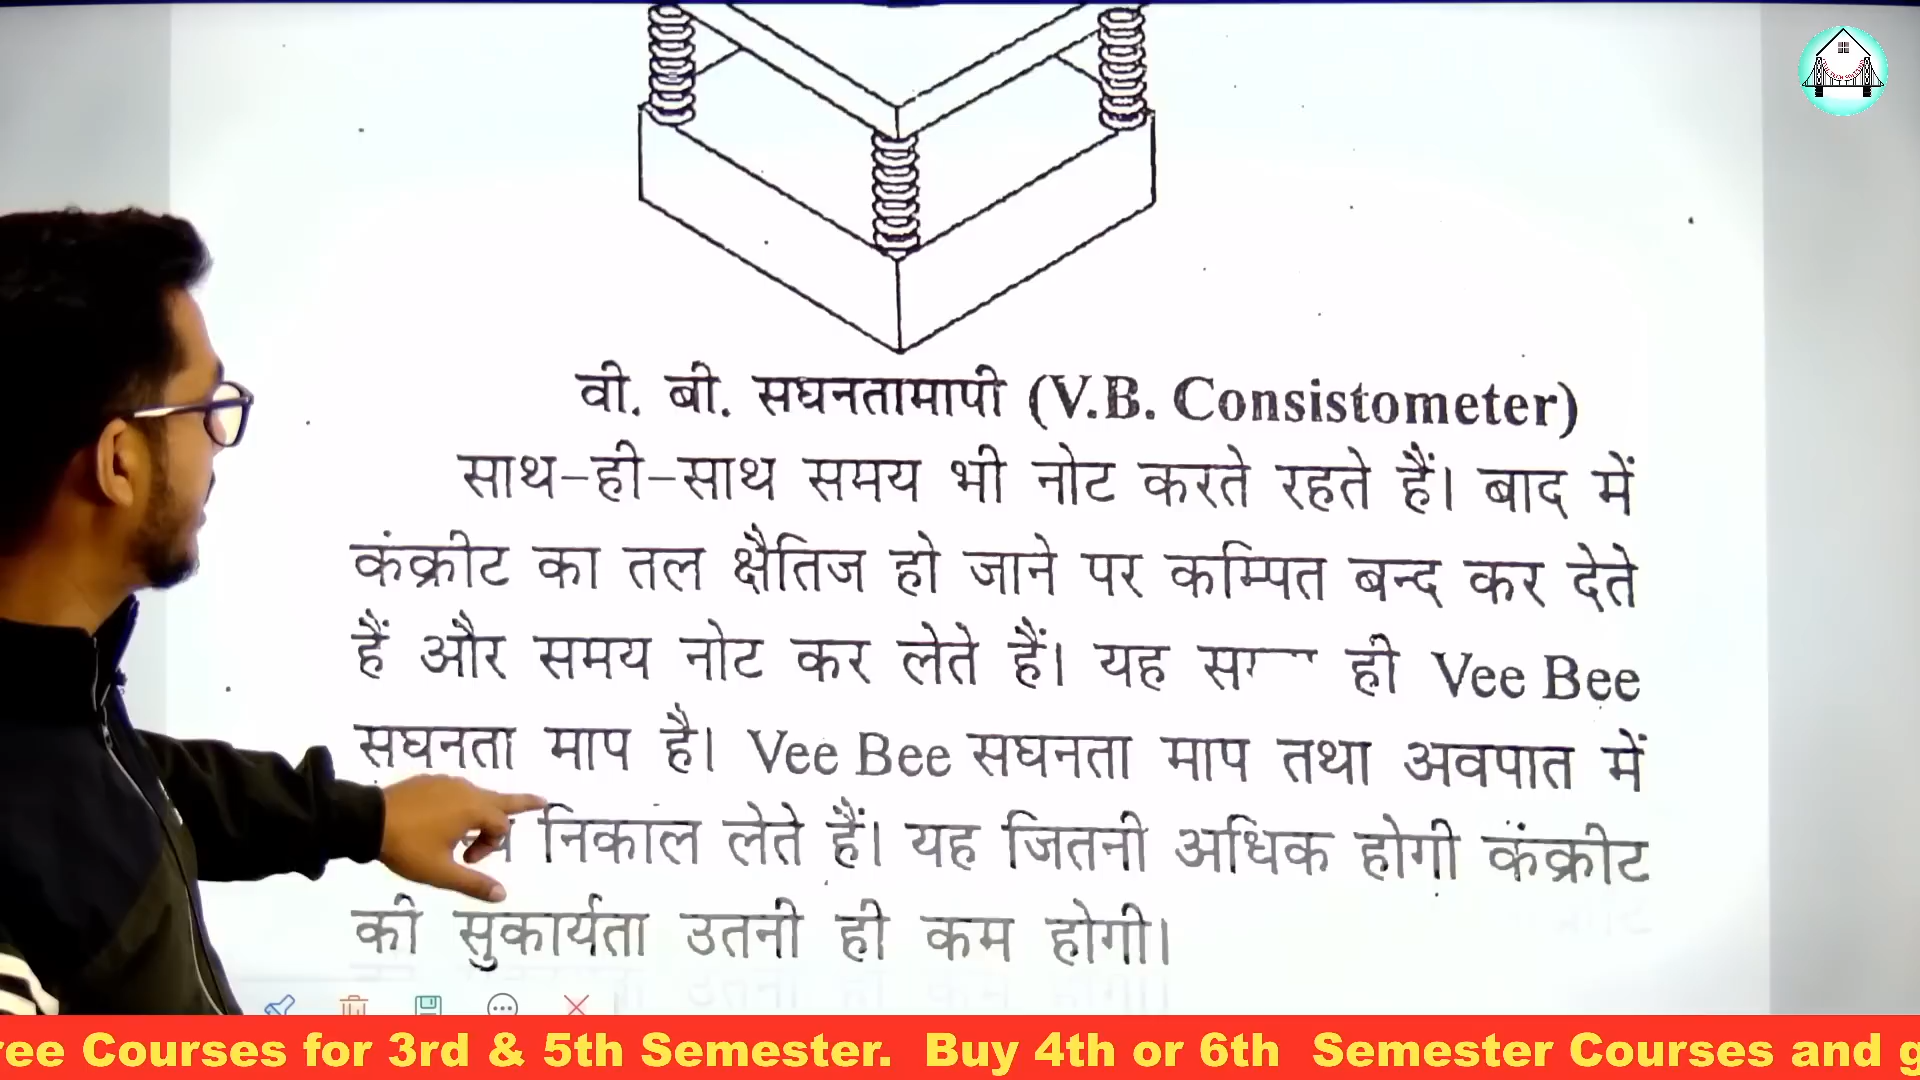 वी. बी. सघनतामापी (V.B. Consistometer)
साथ-ही-साथ समय भी नोट करते रहते हैं। बाद में
कंक्रीट का तल क्षैतिज हो जाने पर कम्पित बन्द कर देते
हैं और समय नोट कर लेते हैं। यह ही Vee Bee
सघनता माप है। Vee Bee सघनता माप तथा अवपात में
निकाल लेते हैं। यह जितनी अधिक होगी कंक्रीट
की सुकार्यता उतनी ही कम होगी।
ree Courses for 3rd & 5th Semester. Buy 4th or 6th Semester Courses and g